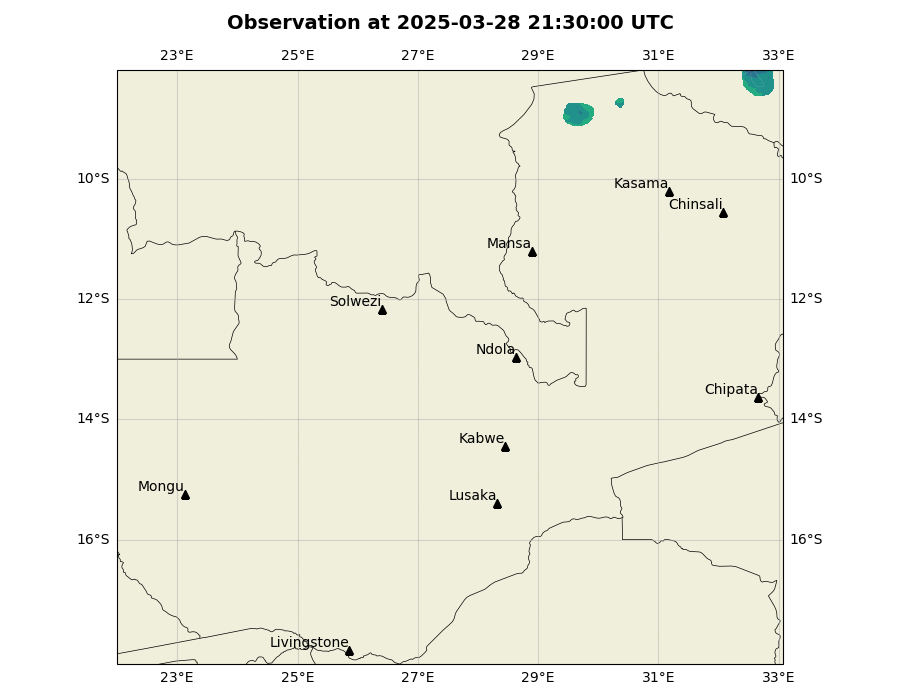 Observation at 2025-03-28 21:30:00 UTC
23°E 25°E 27°E 29°E 31°E 33°E
10°S 10°S
Kasama
Chinsali
Mansa
12°S 12°S
Solwezi
Ndola
Chipata
14°S 14°S
Kabwe
Mongu
Lusaka
16°S 16°S
Livingstone
23°E 25°E 27°E 29°E 31°E 33°E